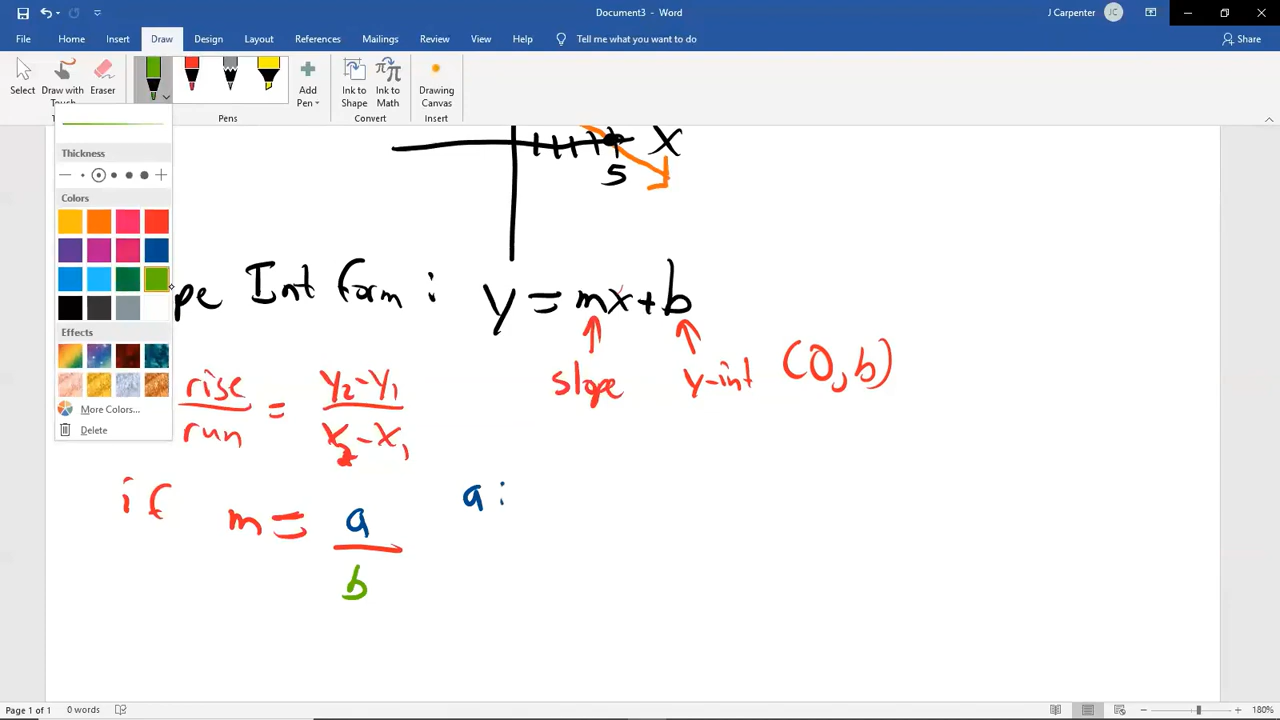 Document3 - Word
J Carpenter
JC
File Home Insert Draw Design Layout References Mailings Review View Help Tell me what you want to do
Share
Select
Draw with
Touch
Eraser
Add
Pen
Ink to
Shape
Ink to
Math
Drawing
Canvas
Pens
Convert
Insert
Thickness
Colors
Effects
More Colors...
Delete
x
5
pe Int form : y = mx+b
slope
y-int (0, b)
rise
run
=
y2-y1
x2-x1
if m = a
b
a :
Page 1 of 1
0 words
180%